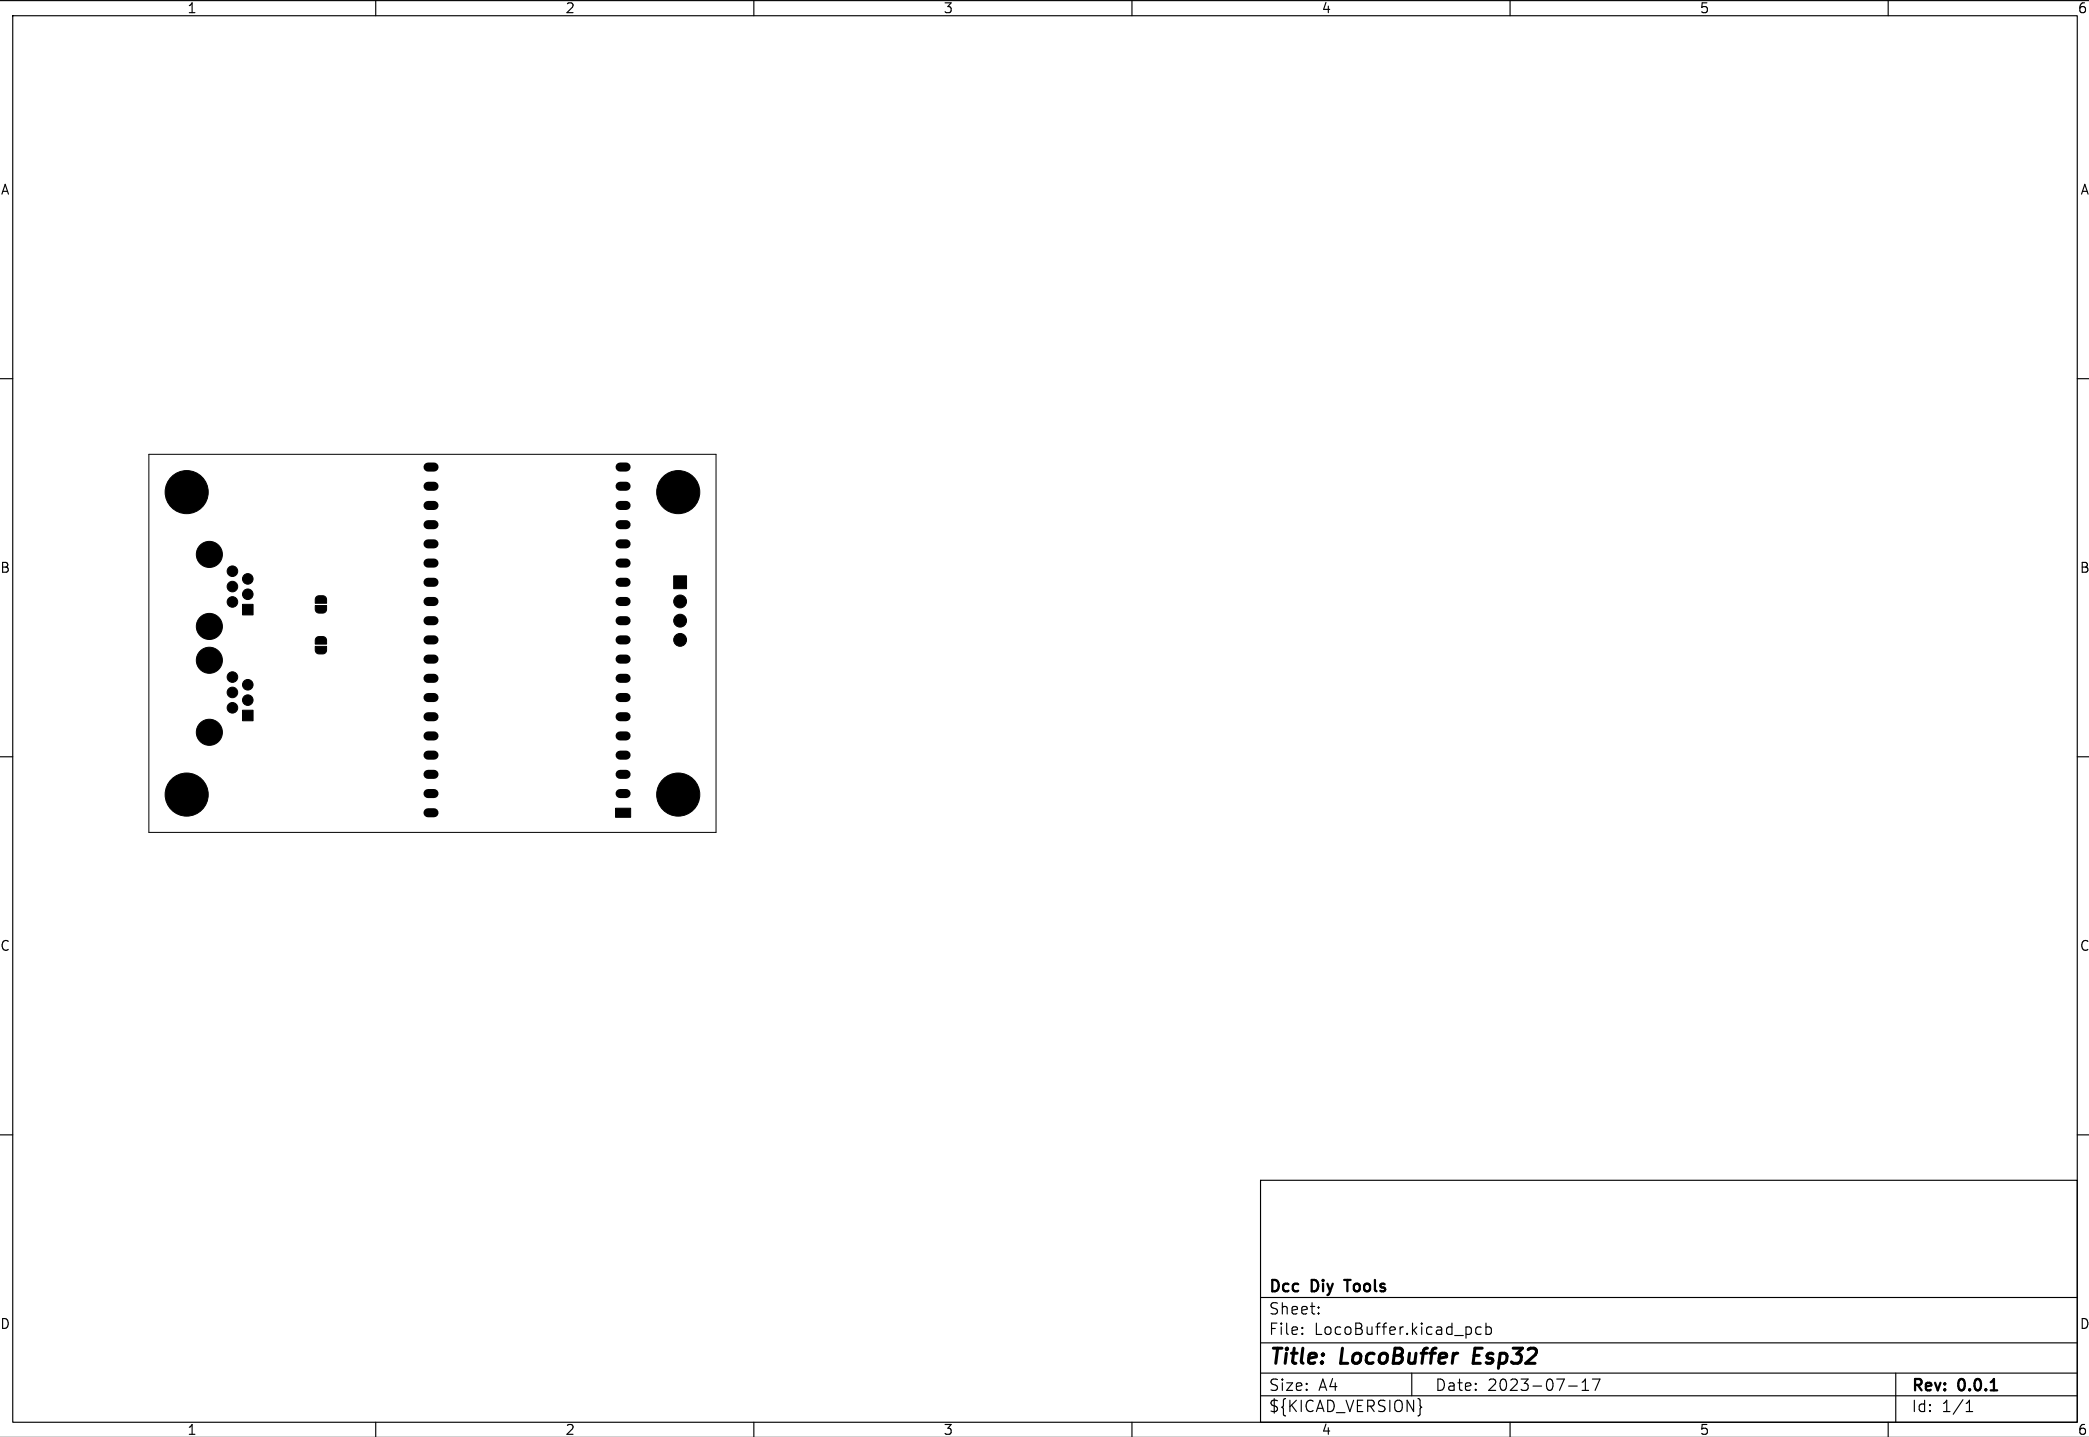 1 2 3 4 5 6
A A
B B
C C
Dcc Diy Tools
Sheet:
D D
File: LocoBuffer.kicad_pcb
Title: LocoBuffer Esp32
Size: A4 Date: 2023-07-17 Rev: 0.0.1
${KICAD_VERSION} Id: 1/1
1 2 3 4 5 6